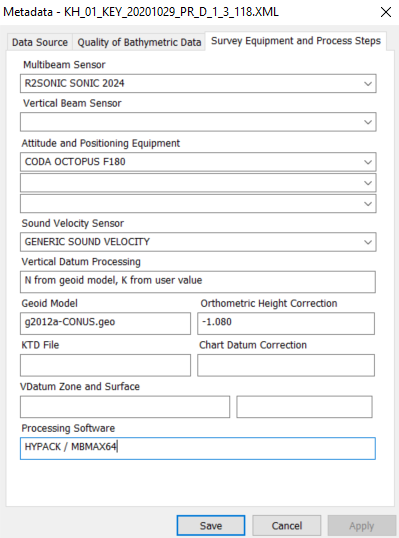 Metadata - KH_01_KEY_20201029_PR_D_1_3_118.XML
Data Source Quality of Bathymetric Data Survey Equipment and Process Steps
Multibeam Sensor
R2SONIC SONIC 2024
Vertical Beam Sensor
Attitude and Positioning Equipment
CODA OCTOPUS F180
Sound Velocity Sensor
GENERIC SOUND VELOCITY
Vertical Datum Processing
N from geoid model, K from user value
Geoid Model Orthometric Height Correction
g2012a-CONUS.geo -1.080
KTD File Chart Datum Correction
VDatum Zone and Surface
Processing Software
HYPACK / MBMAX64
Save Cancel Apply